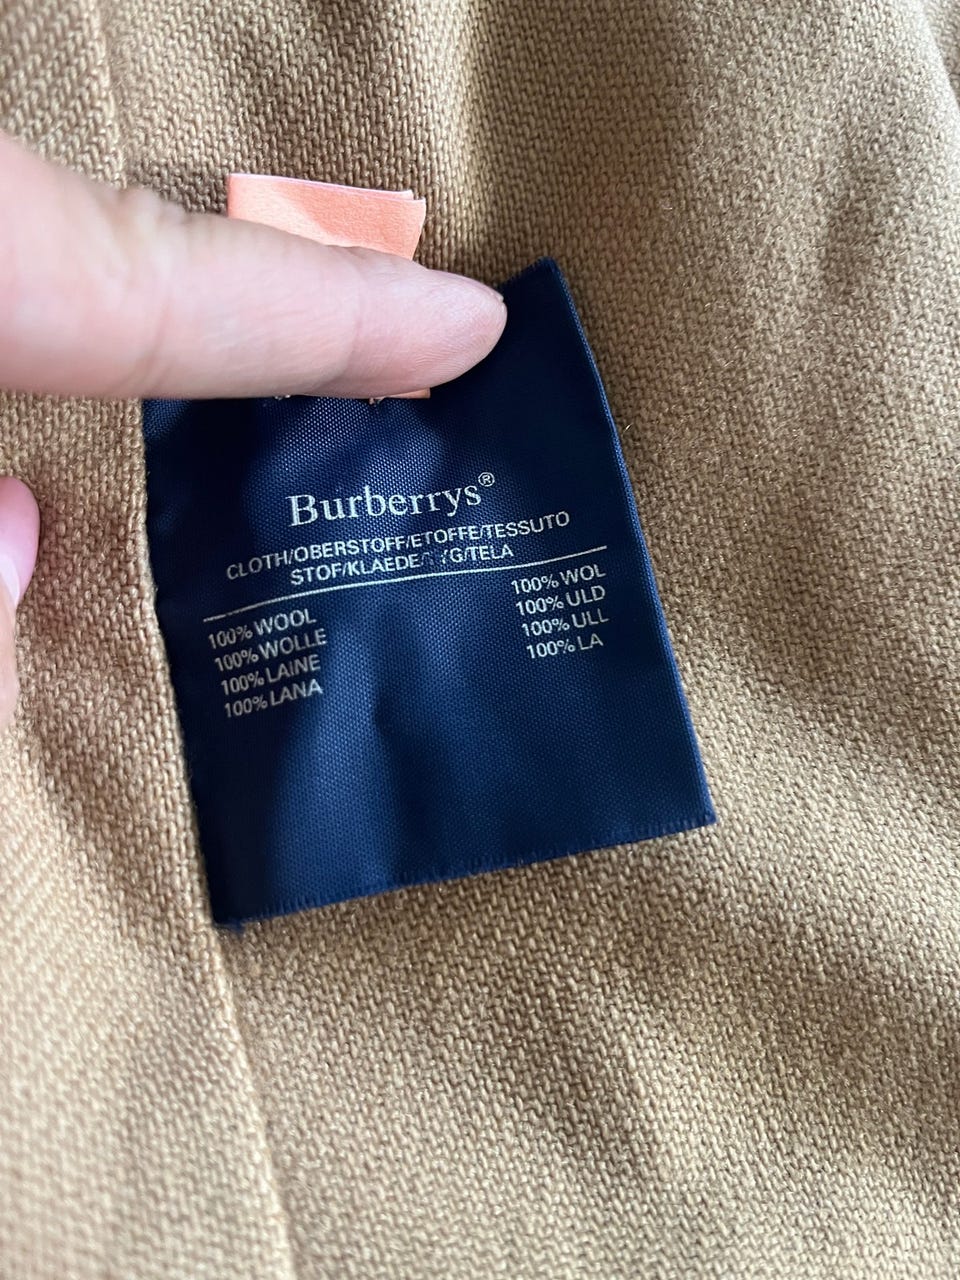 Burberrys®
CLOTH/OBERSTOFF/ETOFFE/TESSUTO
STOF/KLAEDE/ /G/TELA
100% WOOL
100% WOLLE
100% LAINE
100% LANA
100% WOL
100% ULD
100% ULL
100% LA